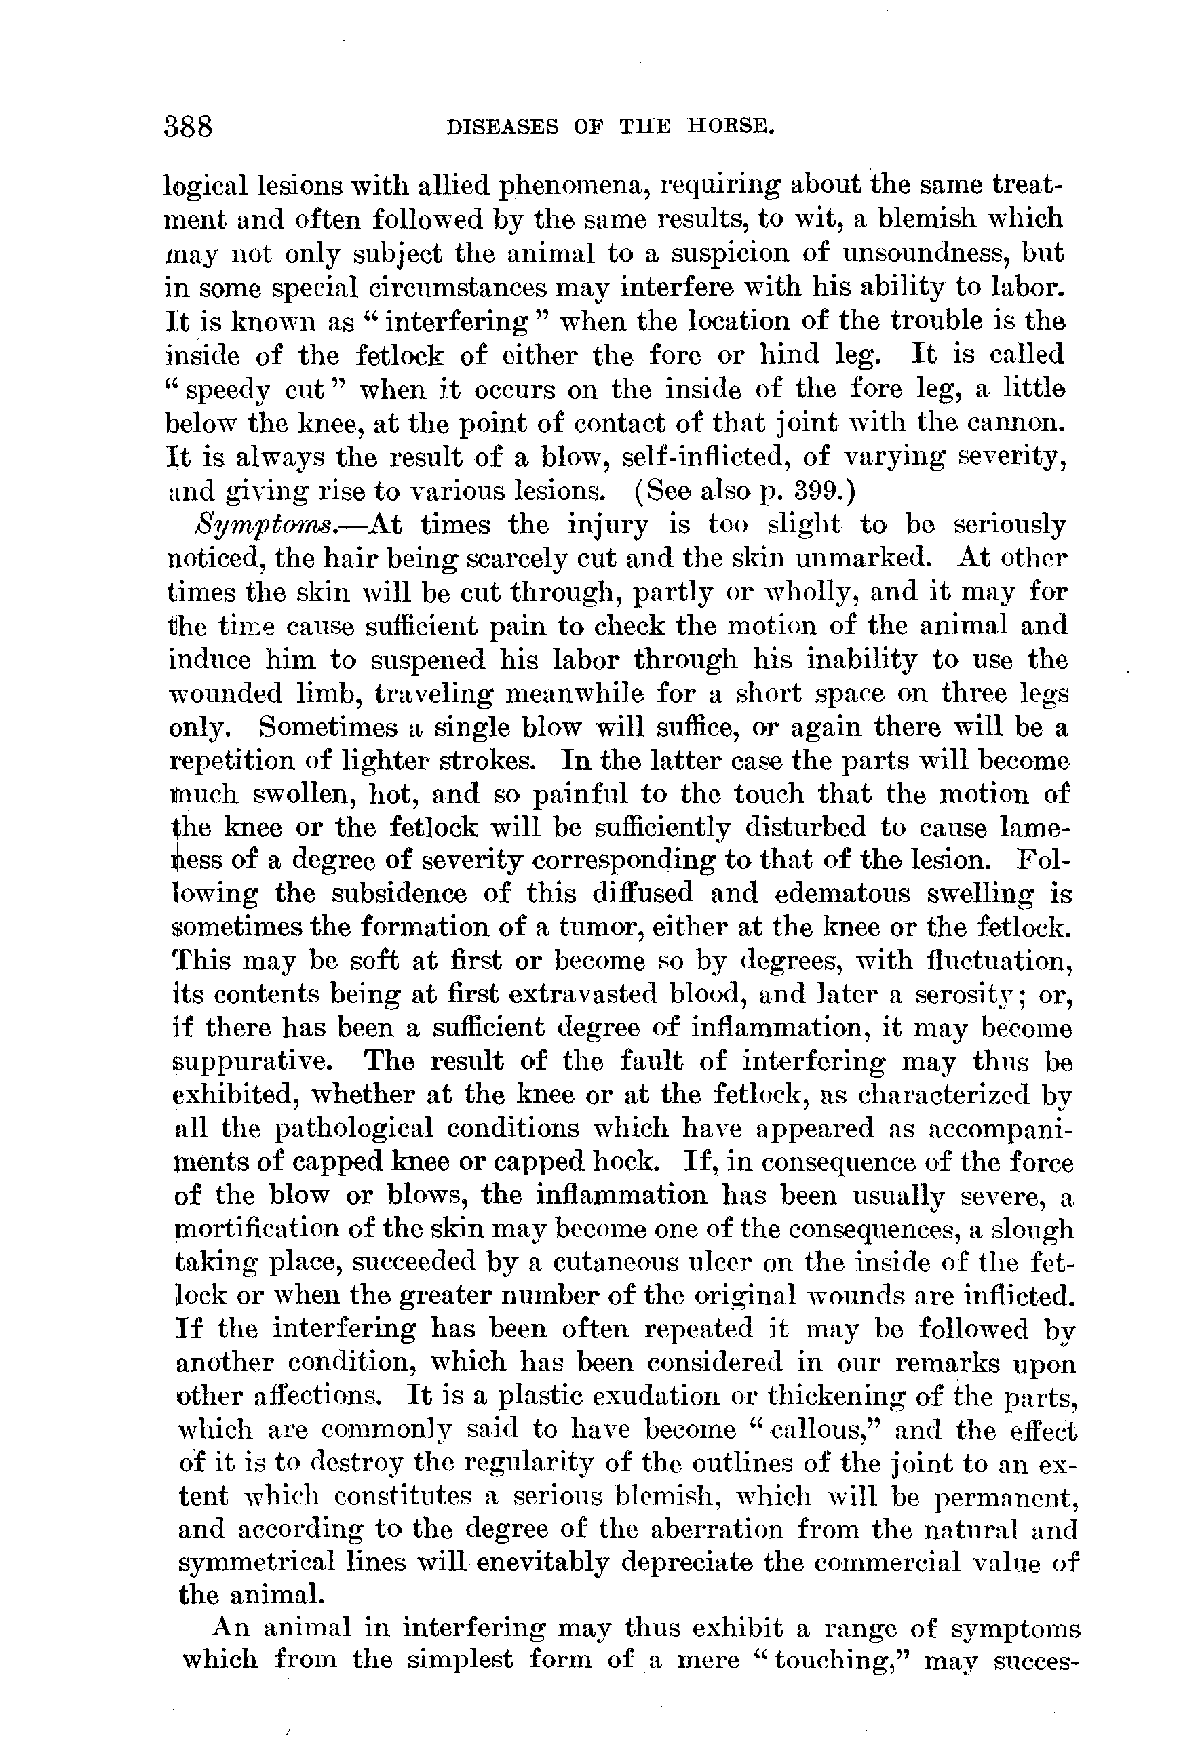 388 DISEASES OF THE HORSE.
logical lesions with allied phenomena, requiring about the same treat-
ment and often followed by the same results, to wit, a blemish which
may not only subject the animal to a suspicion of unsoundness, but
in some special circumstances may interfere with his ability to labor.
It is known as “interfering” when the location of the trouble is the
inside of the fetlock of either the fore or hind leg. It is called
“speedy cut” when it occurs on the inside of the fore leg, a little
below the knee, at the point of contact of that joint with the cannon.
It is always the result of a blow, self-inflicted, of varying severity,
and giving rise to various lesions. (See also p. 399.)
Symptoms.—At times the injury is too slight to be seriously
noticed, the hair being scarcely cut and the skin unmarked. At other
times the skin will be cut through, partly or wholly, and it may for
the time cause sufficient pain to check the motion of the animal and
induce him to suspened his labor through his inability to use the
wounded limb, traveling meanwhile for a short space on three legs
only. Sometimes a single blow will suffice, or again there will be a
repetition of lighter strokes. In the latter case the parts will become
much swollen, hot, and so painful to the touch that the motion of
the knee or the fetlock will be sufficiently disturbed to cause lame-
ness of a degree of severity corresponding to that of the lesion. Fol-
lowing the subsidence of this diffused and edematous swelling is
sometimes the formation of a tumor, either at the knee or the fetlock.
This may be soft at first or become so by degrees, with fluctuation,
its contents being at first extravasted blood, and later a serosity; or,
if there has been a sufficient degree of inflammation, it may become
suppurative. The result of the fault of interfering may thus be
exhibited, whether at the knee or at the fetlock, as characterized by
all the pathological conditions which have appeared as accompani-
ments of capped knee or capped hock. If, in consequence of the force
of the blow or blows, the inflammation has been usually severe, a
mortification of the skin may become one of the consequences, a slough
taking place, succeeded by a cutaneous ulcer on the inside of the fet-
lock or when the greater number of the original wounds are inflicted.
If the interfering has been often repeated it may be followed by
another condition, which has been considered in our remarks upon
other affections. It is a plastic exudation or thickening of the parts,
which are commonly said to have become “callous,” and the effect
of it is to destroy the regularity of the outlines of the joint to an ex-
tent which constitutes a serious blemish, which will be permanent,
and according to the degree of the aberration from the natural and
symmetrical lines will enevitably depreciate the commercial value of
the animal.
An animal in interfering may thus exhibit a range of symptoms
which from the simplest form of a mere “touching,” may succes-